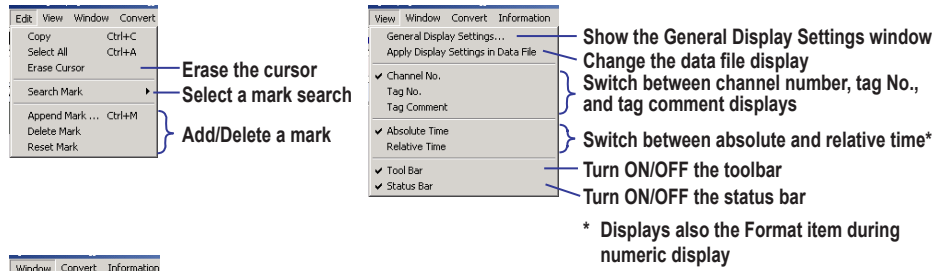 Edit View Window Convert
Copy Ctrl+C
Select All Ctrl+A
Erase Cursor
Search Mark
Append Mark ... Ctrl+M
Delete Mark
Reset Mark
Erase the cursor
Select a mark search
Add/Delete a mark
View Window Convert Information
General Display Settings...
Apply Display Settings in Data File
Channel No.
Tag No.
Tag Comment
Absolute Time
Relative Time
Tool Bar
Status Bar
Show the General Display Settings window
Change the data file display
Switch between channel number, tag No.,
and tag comment displays
Switch between absolute and relative time*
Turn ON/OFF the toolbar
Turn ON/OFF the status bar
* Displays also the Format item during
numeric display
Window Convert Information